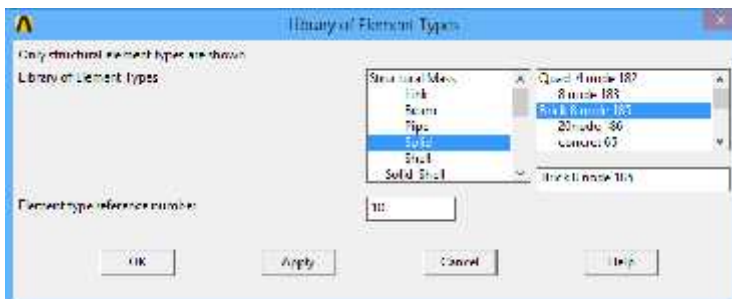 Library of Element Types
Only structural element types are shown
Library of Element Types
Structural Mass
Link
Beam
Pipe
Solid
Shell
Solid-Shell
Quad 4 node 182
8 node 183
Brick 8 node 185
20node 186
concret 65
Brick 8 node 185
Element type reference number
10
OK
Apply
Cancel
Help